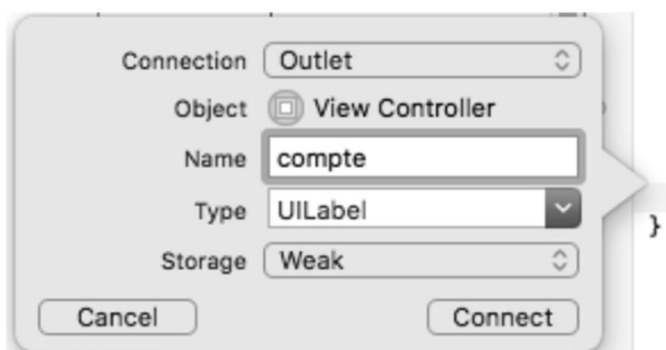 Connection Outlet
Object View Controller
Name compte
Type UILabel
}
Storage Weak
Cancel Connect